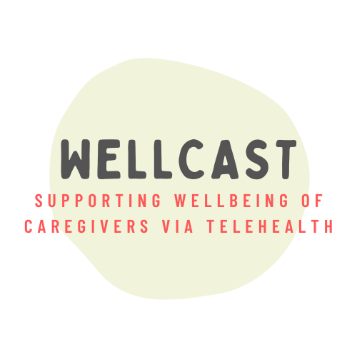 WELLCAST
SUPPORTING WELLBEING OF
CAREGIVERS VIA TELEHEALTH